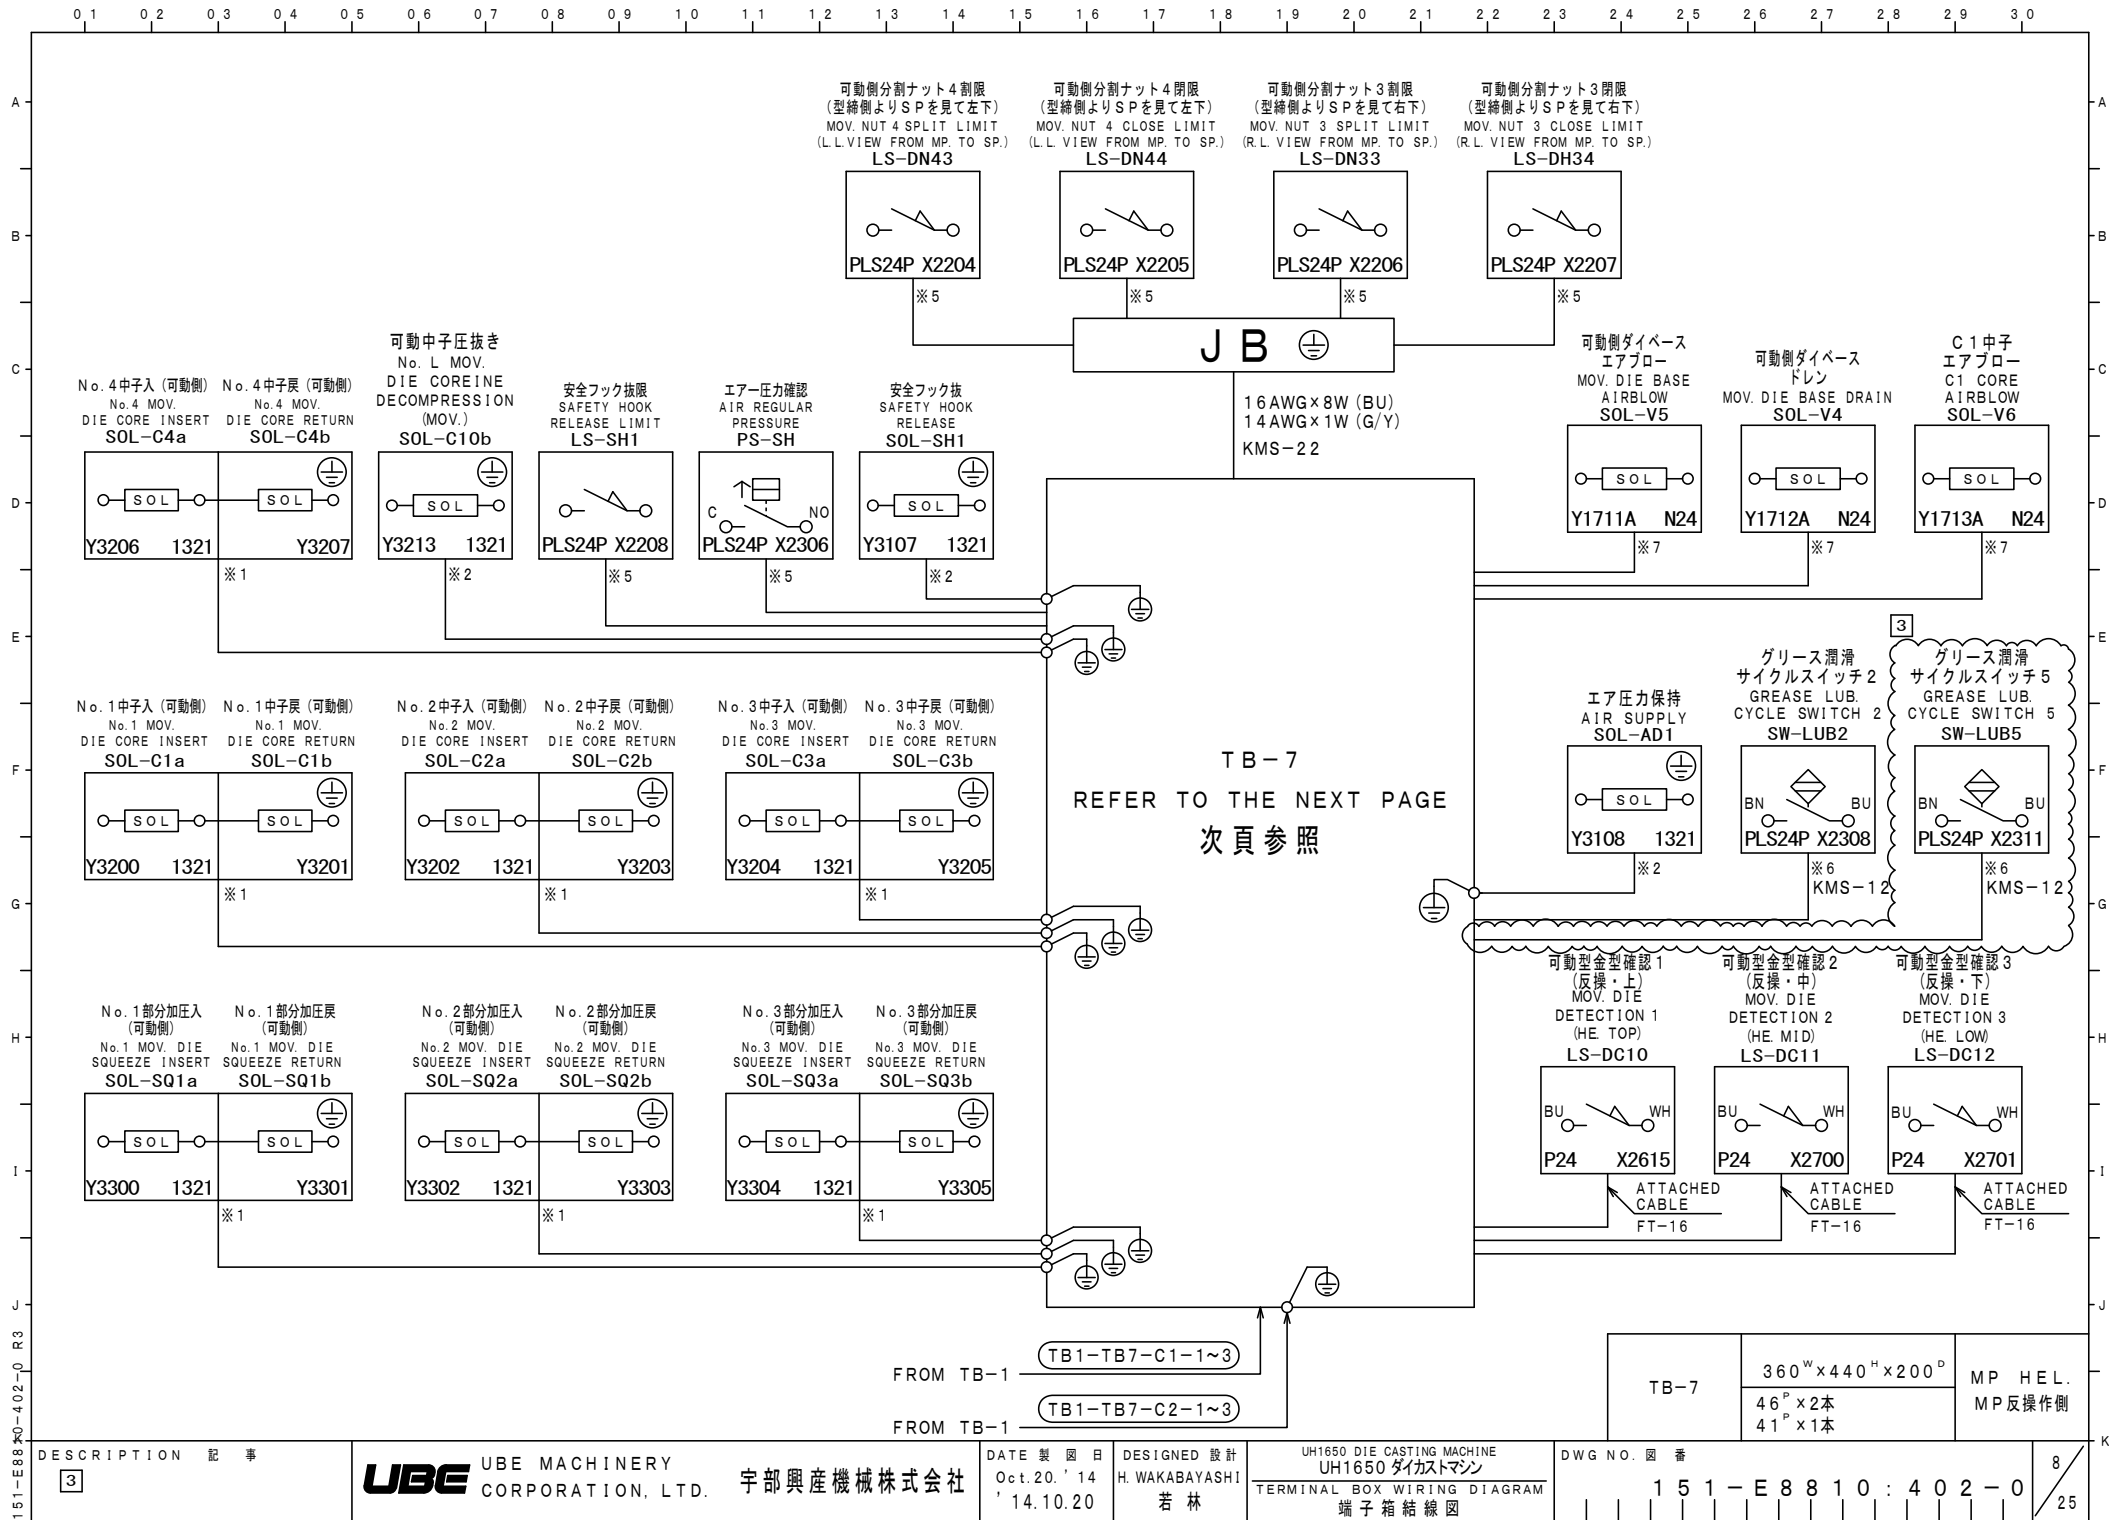 01 02 03 04 05 06 07 08 09 10 11 12 13 14 15 16 17 18 19 20 21 22 23 24 25 26 27 28 29 30
A
B
C
D
E
F
G
H
I
J
K
可動側分割ナット4割限
(型締側よりSPを見て左下)
MOV. NUT 4 SPLIT LIMIT
(L.L. VIEW FROM MP. TO SP.)
LS-DN43
PLS24P X2204
※5
可動側分割ナット4閉限
(型締側よりSPを見て左下)
MOV. NUT 4 CLOSE LIMIT
(L.L. VIEW FROM MP. TO SP.)
LS-DN44
PLS24P X2205
※5
可動側分割ナット3割限
(型締側よりSPを見て右下)
MOV. NUT 3 SPLIT LIMIT
(R.L. VIEW FROM MP. TO SP.)
LS-DN33
PLS24P X2206
※5
可動側分割ナット3閉限
(型締側よりSPを見て右下)
MOV. NUT 3 CLOSE LIMIT
(R.L. VIEW FROM MP. TO SP.)
LS-DH34
PLS24P X2207
※5
JB
16AWG×8W (BU)
14AWG×1W (G/Y)
KMS-22
No.4中子入 (可動側)
No.4 MOV.
DIE CORE INSERT
SOL-C4a
SOL
Y3206 1321
No.4中子戻 (可動側)
No.4 MOV.
DIE CORE RETURN
SOL-C4b
SOL
Y3207
※1
可動中子圧抜き
No. L MOV.
DIE COREINE
DECOMPRESSION
(MOV.)
SOL-C10b
SOL
Y3213 1321
※2
安全フック抜限
SAFETY HOOK
RELEASE LIMIT
LS-SH1
PLS24P X2208
※5
エアー圧力確認
AIR REGULAR
PRESSURE
PS-SH
C NO
PLS24P X2306
※5
安全フック抜
SAFETY HOOK
RELEASE
SOL-SH1
SOL
Y3107 1321
※2
可動側ダイベース
エアブロー
MOV. DIE BASE
AIRBLOW
SOL-V5
SOL
Y1711A N24
※7
可動側ダイベース
ドレン
MOV. DIE BASE DRAIN
SOL-V4
SOL
Y1712A N24
※7
C1中子
エアブロー
C1 CORE
AIRBLOW
SOL-V6
SOL
Y1713A N24
※7
No.1中子入 (可動側)
No.1 MOV.
DIE CORE INSERT
SOL-C1a
SOL
Y3200 1321
No.1中子戻 (可動側)
No.1 MOV.
DIE CORE RETURN
SOL-C1b
SOL
Y3201
※1
No.2中子入 (可動側)
No.2 MOV.
DIE CORE INSERT
SOL-C2a
SOL
Y3202 1321
No.2中子戻 (可動側)
No.2 MOV.
DIE CORE RETURN
SOL-C2b
SOL
Y3203
※1
No.3中子入 (可動側)
No.3 MOV.
DIE CORE INSERT
SOL-C3a
SOL
Y3204 1321
No.3中子戻 (可動側)
No.3 MOV.
DIE CORE RETURN
SOL-C3b
SOL
Y3205
※1
TB-7
REFER TO THE NEXT PAGE
次頁参照
エア圧力保持
AIR SUPPLY
SOL-AD1
SOL
Y3108 1321
※2
グリース潤滑
サイクルスイッチ2
GREASE LUB.
CYCLE SWITCH 2
SW-LUB2
BN BU
PLS24P X2308
※6
KMS-12
3
グリース潤滑
サイクルスイッチ5
GREASE LUB.
CYCLE SWITCH 5
SW-LUB5
BN BU
PLS24P X2311
※6
KMS-12
No.1部分加圧入
(可動側)
No.1 MOV. DIE
SQUEEZE INSERT
SOL-SQ1a
SOL
Y3300 1321
No.1部分加圧戻
(可動側)
No.1 MOV. DIE
SQUEEZE RETURN
SOL-SQ1b
SOL
Y3301
※1
No.2部分加圧入
(可動側)
No.2 MOV. DIE
SQUEEZE INSERT
SOL-SQ2a
SOL
Y3302 1321
No.2部分加圧戻
(可動側)
No.2 MOV. DIE
SQUEEZE RETURN
SOL-SQ2b
SOL
Y3303
※1
No.3部分加圧入
(可動側)
No.3 MOV. DIE
SQUEEZE INSERT
SOL-SQ3a
SOL
Y3304 1321
No.3部分加圧戻
(可動側)
No.3 MOV. DIE
SQUEEZE RETURN
SOL-SQ3b
SOL
Y3305
※1
可動型金型確認1
(反操・上)
MOV. DIE
DETECTION 1
(HE. TOP)
LS-DC10
BU WH
P24 X2615
ATTACHED
CABLE
FT-16
可動型金型確認2
(反操・中)
MOV. DIE
DETECTION 2
(HE. MID)
LS-DC11
BU WH
P24 X2700
ATTACHED
CABLE
FT-16
可動型金型確認3
(反操・下)
MOV. DIE
DETECTION 3
(HE. LOW)
LS-DC12
BU WH
P24 X2701
ATTACHED
CABLE
FT-16
FROM TB-1
TB1-TB7-C1-1~3
FROM TB-1
TB1-TB7-C2-1~3
TB-7
360W×440H×200D
46P×2本
41P×1本
MP HEL.
MP反操作側
DESCRIPTION 記事
3
UBE
UBE MACHINERY
CORPORATION, LTD.
宇部興産機械株式会社
DATE 製図日
Oct.20.'14
'14.10.20
DESIGNED 設計
H. WAKABAYASHI
若林
UH1650 DIE CASTING MACHINE
UH1650 ダイカストマシン
TERMINAL BOX WIRING DIAGRAM
端子箱結線図
DWG NO. 図番
151-E8810:402-0
8/25